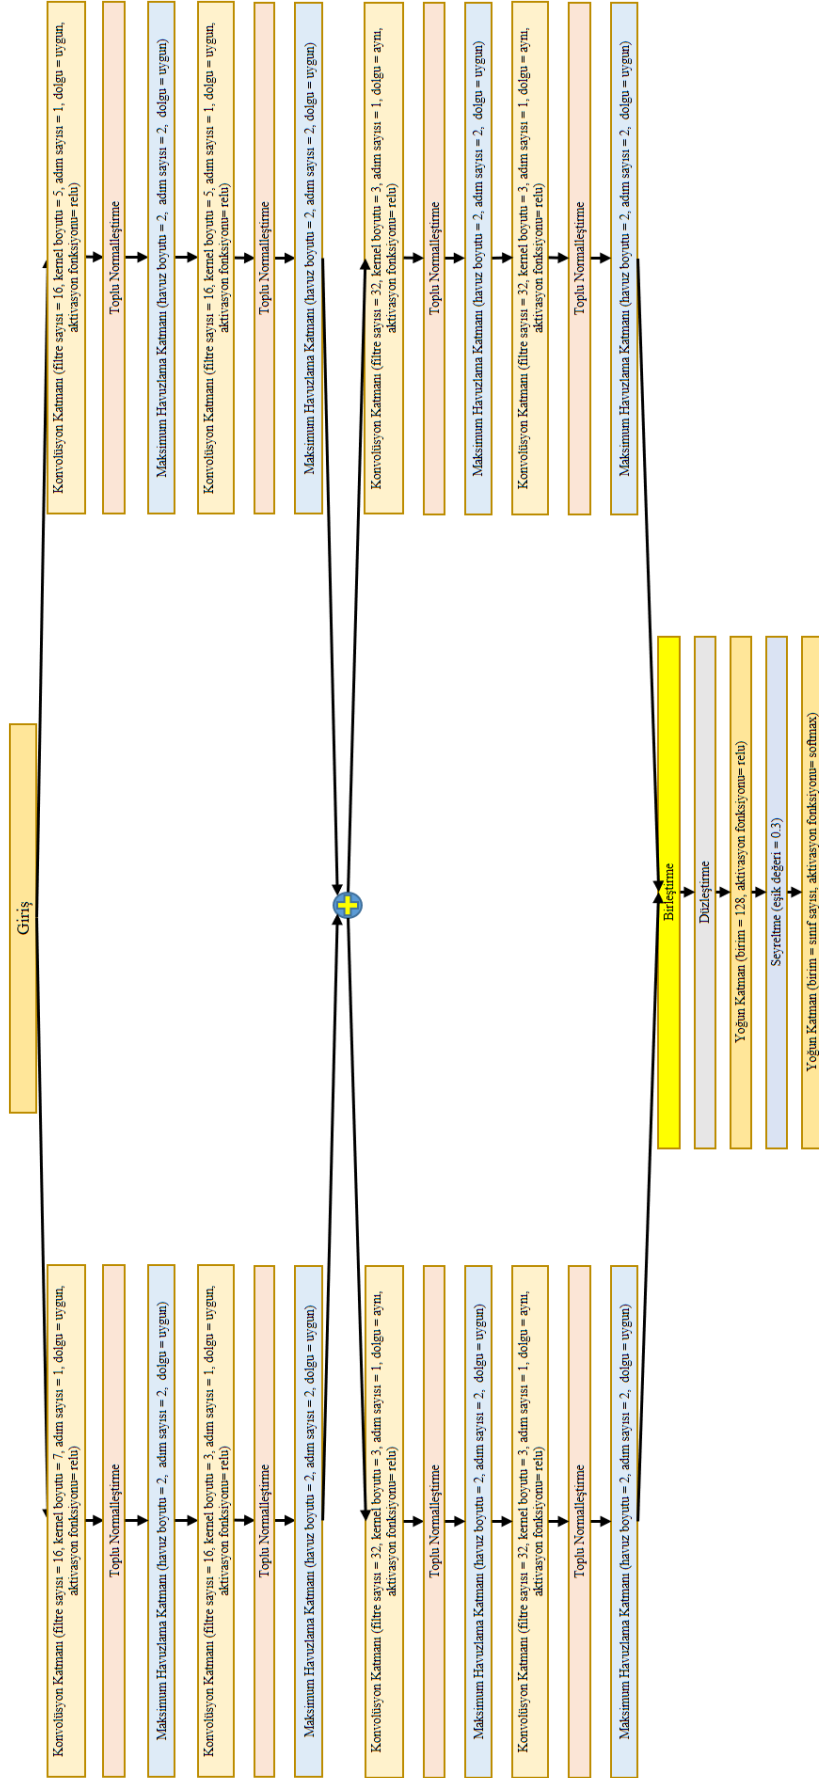 Giriş
Konvolüsyon Katmanı (filtre sayısı = 16, kernel boyutu = 7, adım sayısı = 1, dolgu = uygun,
aktivasyon fonksiyonu= relu)
Toplu Normalleştirme
Maksimum Havuzlama Katmanı (havuz boyutu = 2, adım sayısı = 2, dolgu = uygun)
Konvolüsyon Katmanı (filtre sayısı = 16, kernel boyutu = 3, adım sayısı = 1, dolgu = uygun,
aktivasyon fonksiyonu= relu)
Toplu Normalleştirme
Maksimum Havuzlama Katmanı (havuz boyutu = 2, adım sayısı = 2, dolgu = uygun)
Konvolüsyon Katmanı (filtre sayısı = 16, kernel boyutu = 5, adım sayısı = 1, dolgu = uygun,
aktivasyon fonksiyonu= relu)
Toplu Normalleştirme
Maksimum Havuzlama Katmanı (havuz boyutu = 2, adım sayısı = 2, dolgu = uygun)
Konvolüsyon Katmanı (filtre sayısı = 16, kernel boyutu = 5, adım sayısı = 1, dolgu = uygun,
aktivasyon fonksiyonu= relu)
Toplu Normalleştirme
Maksimum Havuzlama Katmanı (havuz boyutu = 2, adım sayısı = 2, dolgu = uygun)
Konvolüsyon Katmanı (filtre sayısı = 32, kernel boyutu = 3, adım sayısı = 1, dolgu = aynı,
aktivasyon fonksiyonu= relu)
Toplu Normalleştirme
Maksimum Havuzlama Katmanı (havuz boyutu = 2, adım sayısı = 2, dolgu = uygun)
Konvolüsyon Katmanı (filtre sayısı = 32, kernel boyutu = 3, adım sayısı = 1, dolgu = aynı,
aktivasyon fonksiyonu= relu)
Toplu Normalleştirme
Maksimum Havuzlama Katmanı (havuz boyutu = 2, adım sayısı = 2, dolgu = uygun)
Konvolüsyon Katmanı (filtre sayısı = 32, kernel boyutu = 3, adım sayısı = 1, dolgu = aynı,
aktivasyon fonksiyonu= relu)
Toplu Normalleştirme
Maksimum Havuzlama Katmanı (havuz boyutu = 2, adım sayısı = 2, dolgu = uygun)
Konvolüsyon Katmanı (filtre sayısı = 32, kernel boyutu = 3, adım sayısı = 1, dolgu = aynı,
aktivasyon fonksiyonu= relu)
Toplu Normalleştirme
Maksimum Havuzlama Katmanı (havuz boyutu = 2, adım sayısı = 2, dolgu = uygun)
Birleştirme
Düzleştirme
Yoğun Katman (birim = 128, aktivasyon fonksiyonu= relu)
Seyreltme (eşik değeri = 0.3)
Yoğun Katman (birim = sınıf sayısı, aktivasyon fonksiyonu= softmax)